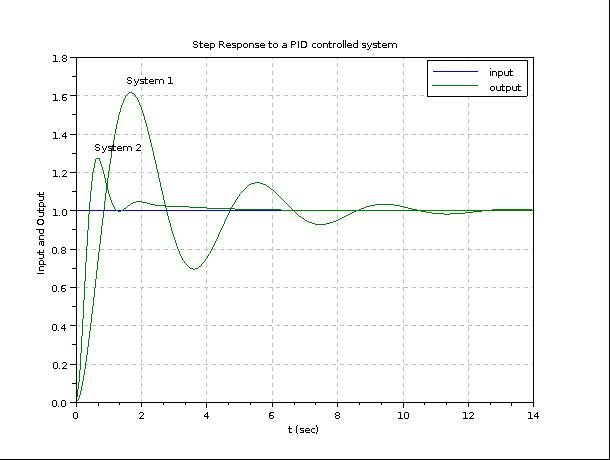 Step Response to a PID controlled system
input
output
System 1
System 2
Input and Output
1.8
1.6
1.4
1.2
1.0
0.8
0.6
0.4
0.2
0.0
0 2 4 6 8 10 12 14
t (sec)